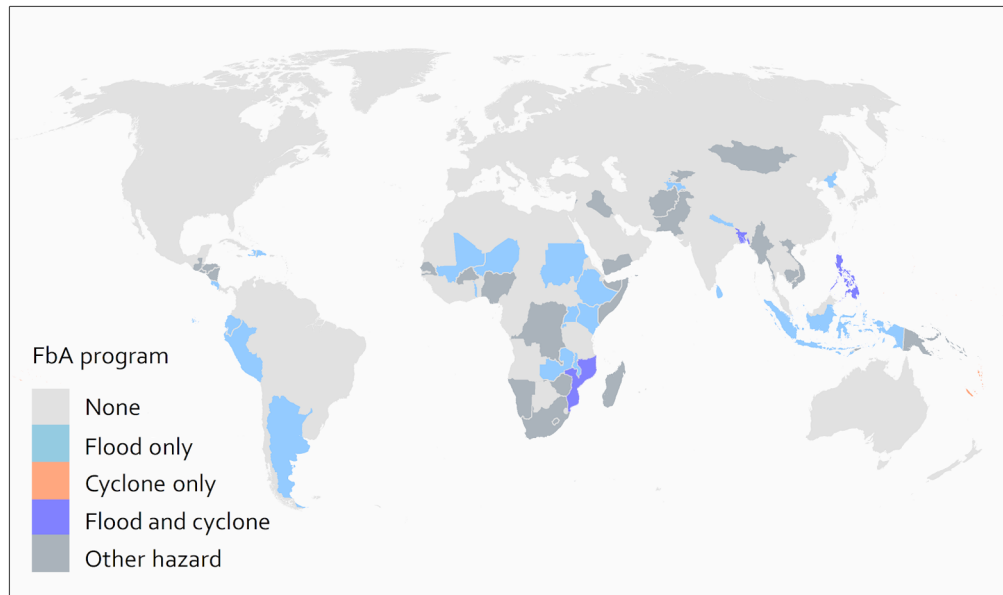 FbA program
None
Flood only
Cyclone only
Flood and cyclone
Other hazard